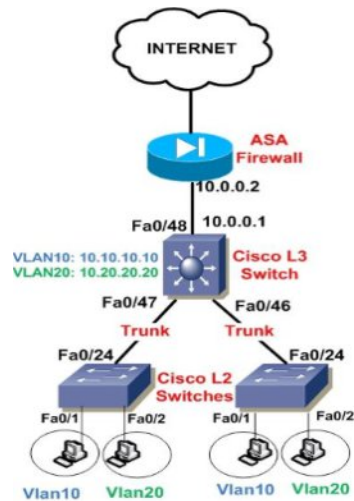 INTERNET
ASA
Firewall
10.0.0.2
Fa0/48
10.0.0.1
VLAN10: 10.10.10.10
VLAN20: 10.20.20.20
Cisco L3
Switch
Fa0/47
Fa0/46
Trunk
Trunk
Fa0/24
Fa0/24
Cisco L2
Switches
Fa0/1
Fa0/2
Fa0/1
Fa0/2
Vlan10
Vlan20
Vlan10
Vlan20